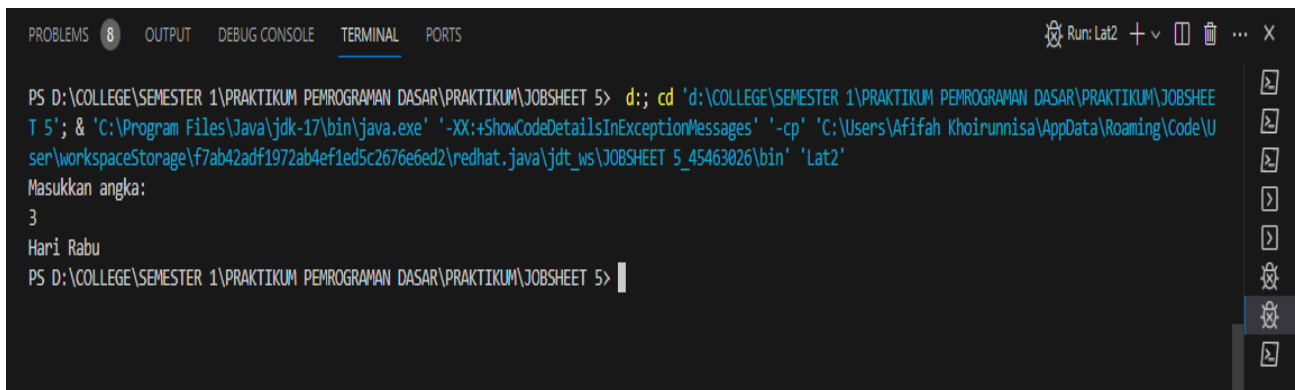 PROBLEMS 8 OUTPUT DEBUG CONSOLE TERMINAL PORTS Run: Lat2
PS D:\COLLEGE\SEMESTER 1\PRAKTIKUM PEMROGRAMAN DASAR\PRAKTIKUM\JOBSHEET 5> d:; cd 'd:\COLLEGE\SEMESTER 1\PRAKTIKUM PEMROGRAMAN DASAR\PRAKTIKUM\JOBSHEE
T 5'; & 'C:\Program Files\Java\jdk-17\bin\java.exe' '-XX:+ShowCodeDetailsInExceptionMessages' '-cp' 'C:\Users\Afifah Khoirunnisa\AppData\Roaming\Code\U
ser\workspaceStorage\f7ab42adf1972ab4ef1ed5c2676e6ed2\redhat.java\jdt_ws\JOBSHEET 5_45463026\bin' 'Lat2'
Masukkan angka:
3
Hari Rabu
PS D:\COLLEGE\SEMESTER 1\PRAKTIKUM PEMROGRAMAN DASAR\PRAKTIKUM\JOBSHEET 5>